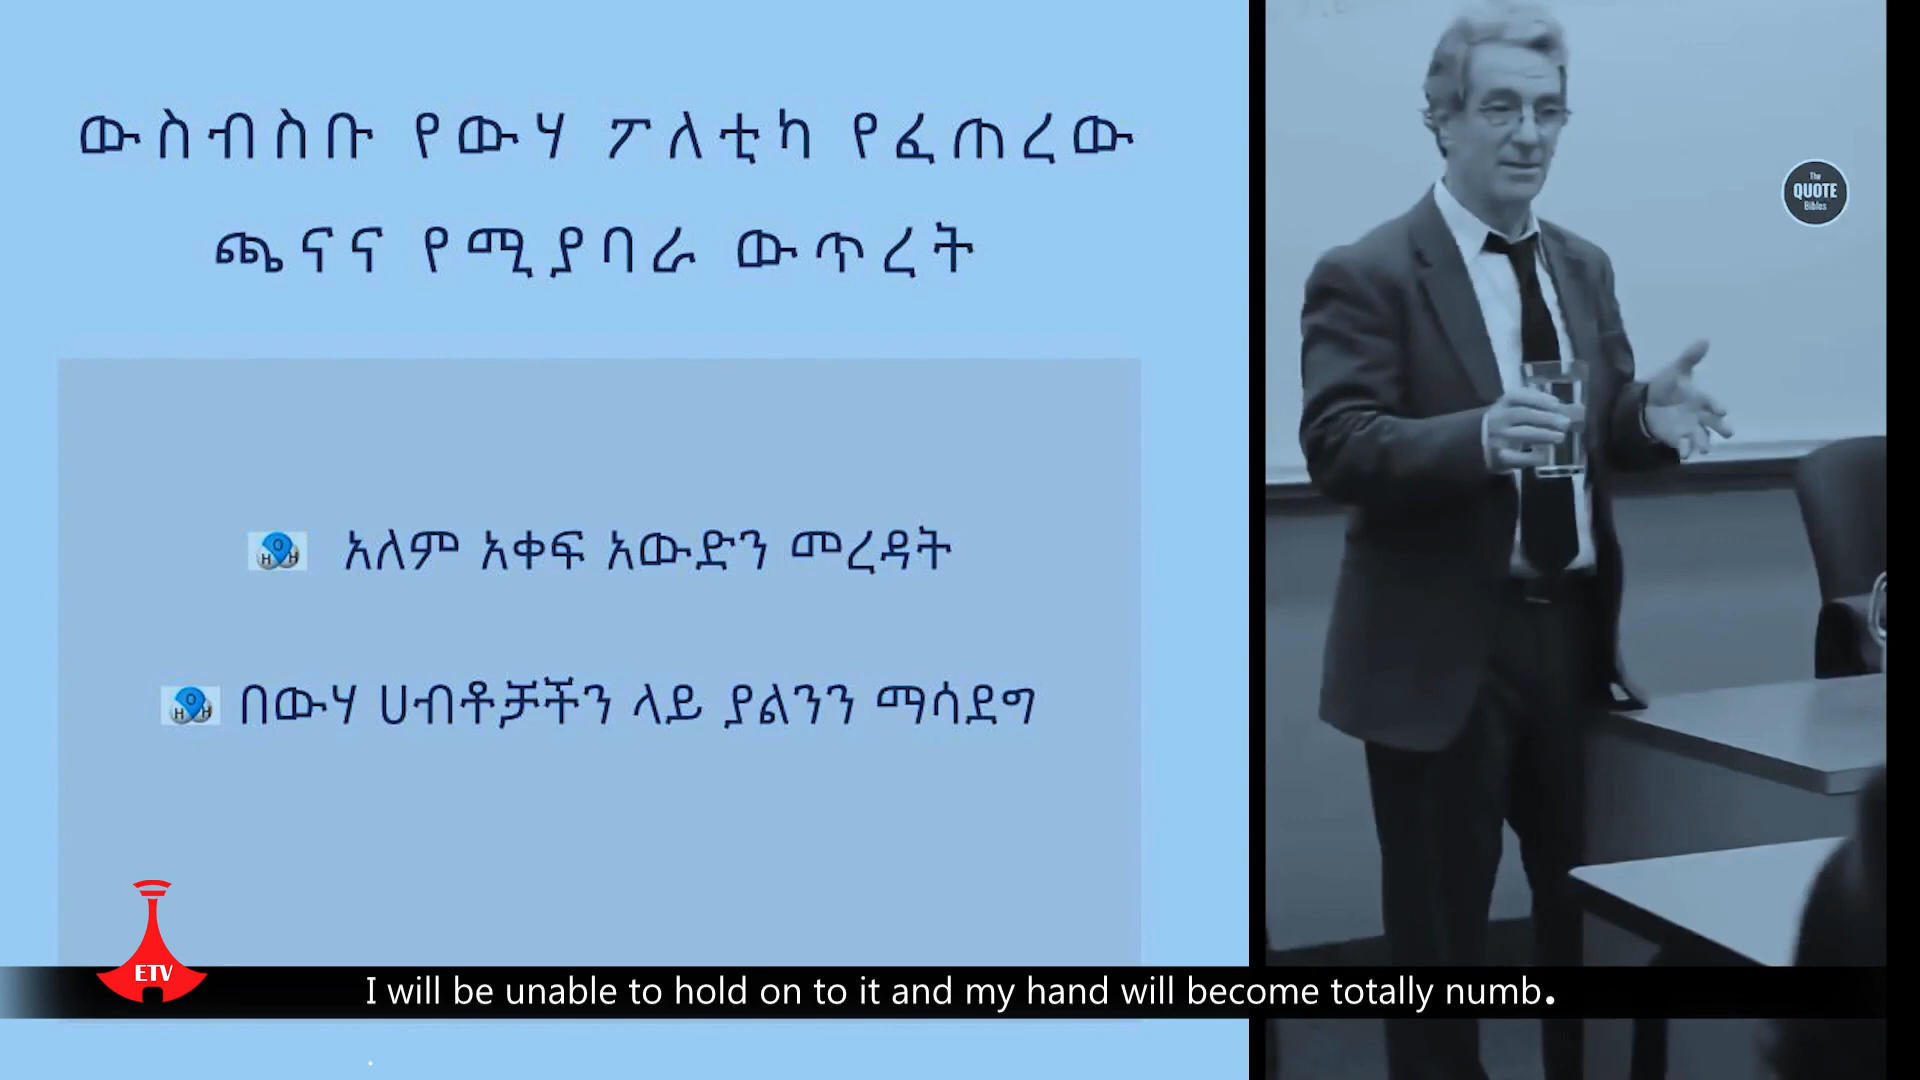 ውስብስቡ የውሃ ፖለቲካ የፈጠረው
ጫናና የሚያባራ ውጥረት
አለም አቀፍ አውድን መረዳት
በውሃ ሀብቶቻችን ላይ ያልንን ማሳደግ
The
QUOTE
Bibles
ETV
I will be unable to hold on to it and my hand will become totally numb.